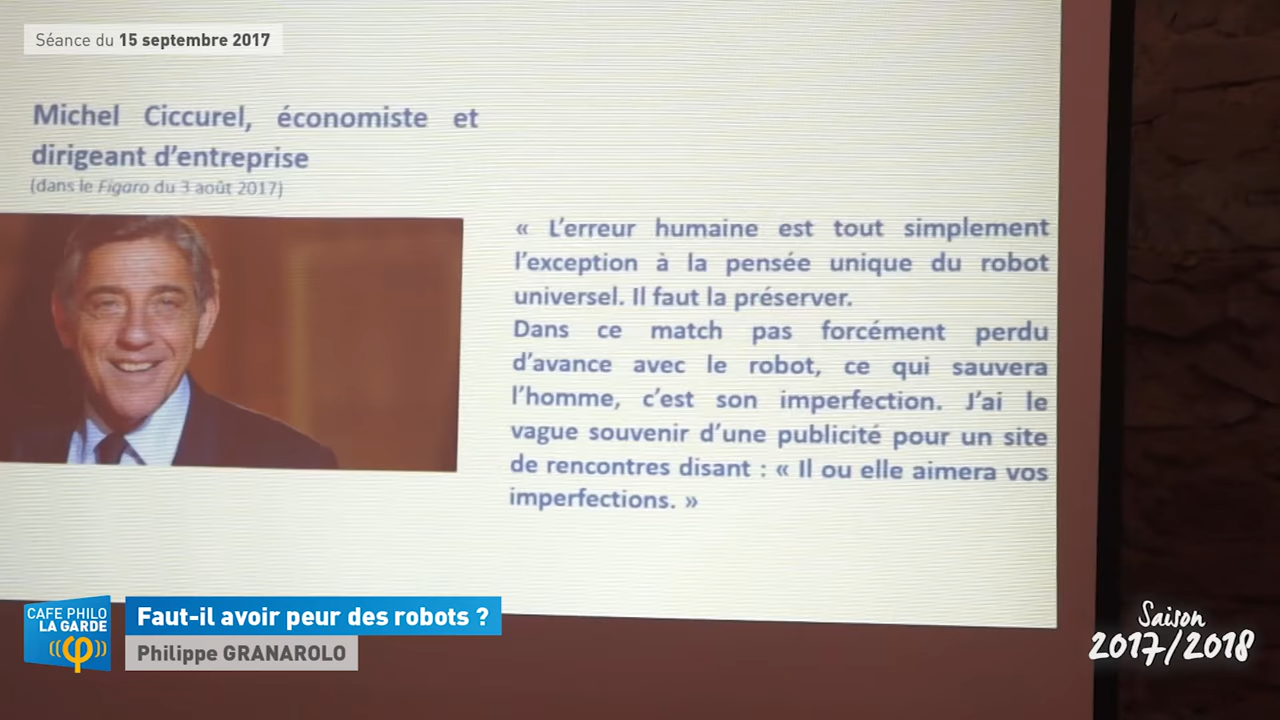 Séance du 15 septembre 2017
Michel Ciccurel, économiste et
dirigeant d'entreprise
(dans le Figaro du 3 août 2017)
« L'erreur humaine est tout simplement
l'exception à la pensée unique du robot
universel. Il faut la préserver.
Dans ce match pas forcément perdu
d'avance avec le robot, ce qui sauvera
l'homme, c'est son imperfection. J'ai le
vague souvenir d'une publicité pour un site
de rencontres disant : « Il ou elle aimera vos
imperfections. »
CAFE PHILO
LA GARDE
((φ))
Faut-il avoir peur des robots ?
Philippe GRANAROLO
Saison
2017/2018